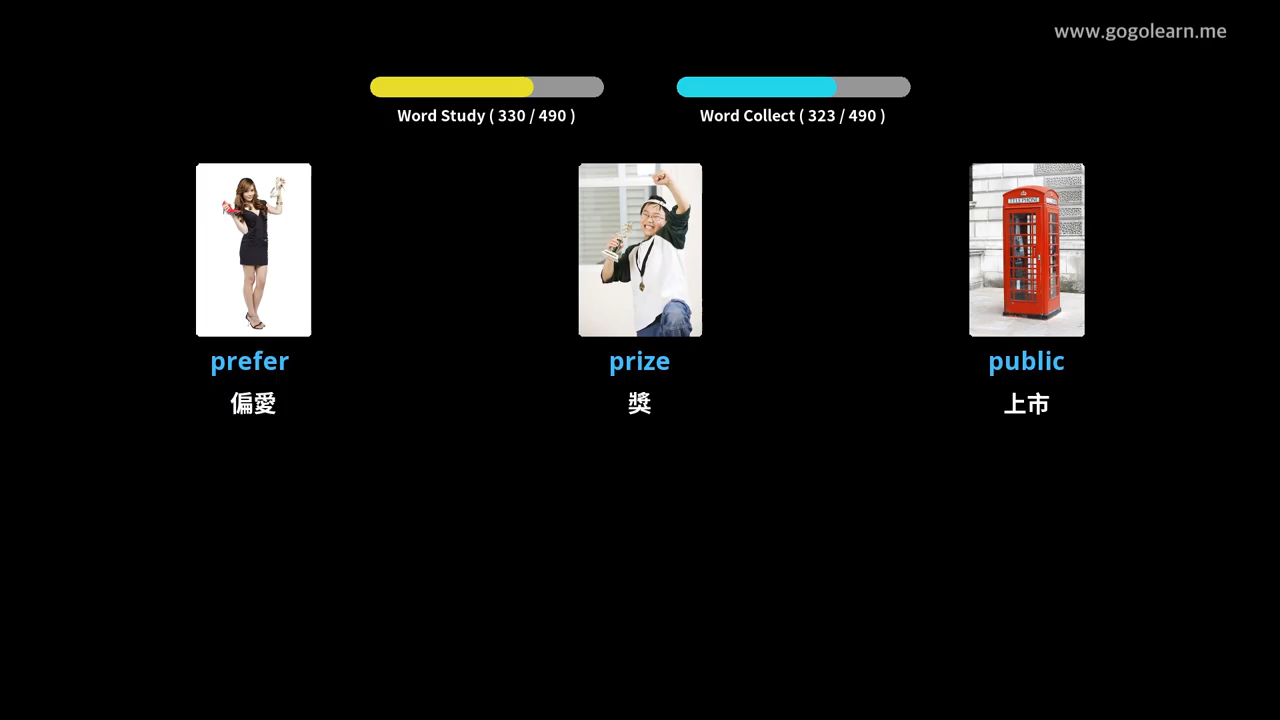 www.gogolearn.me
Word Study ( 330 / 490 )
Word Collect ( 323 / 490 )
TELEPHONE
prefer
prize
public
偏愛
獎
上市